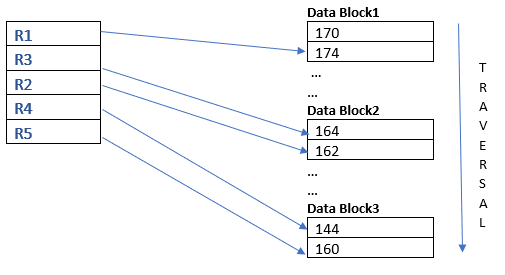 R1
R3
R2
R4
R5
Data Block1
170
174
...
...
Data Block2
164
162
...
...
Data Block3
144
160
T
R
A
V
E
R
S
A
L